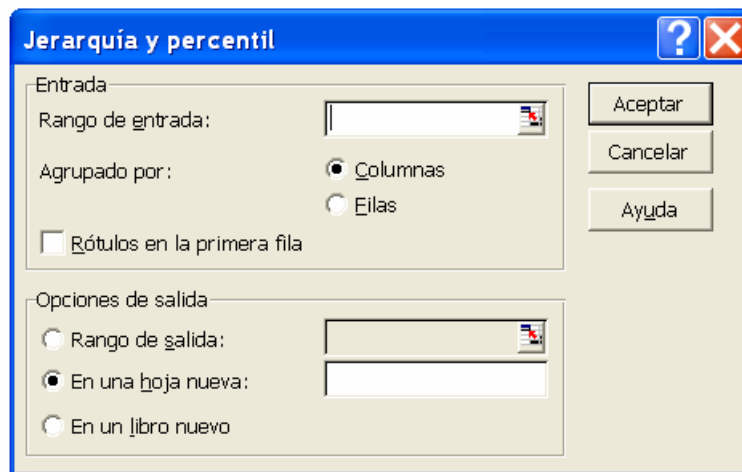 Jerarquía y percentil
Entrada
Rango de entrada:
Agrupado por:
Columnas
Filas
Rótulos en la primera fila
Aceptar
Cancelar
Ayuda
Opciones de salida
Rango de salida:
En una hoja nueva:
En un libro nuevo